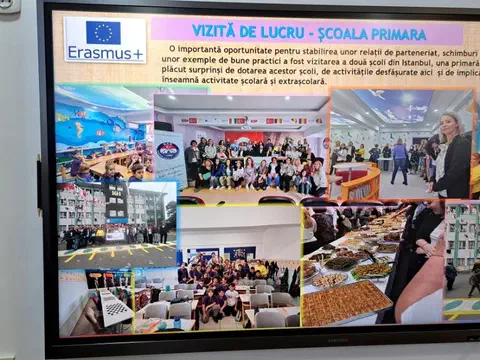 Erasmus+
VIZITĂ DE LUCRU - ȘCOALA PRIMARA
O importantă oportunitate pentru stabilirea unor relații de parteneriat, schimburi
unor exemple de bune practici a fost vizitarea a două școli din Istanbul, una primară
plăcut surprinși de dotarea acestor școli, de activitățile desfășurate aici și de implica
înseamnă activitate școlară și extrașcolară.